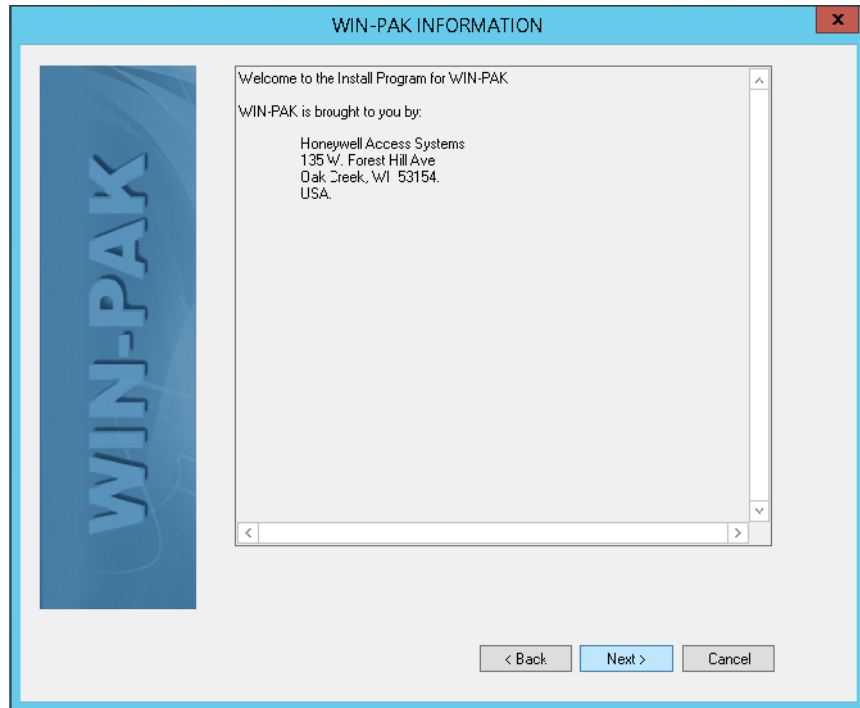 WIN-PAK INFORMATION
x
WIN-PAK
Welcome to the Install Program for WIN-PAK
WIN-PAK is brought to you by:
Honeywell Access Systems
135 W. Forest Hill Ave
Oak Creek, WI  53154.
USA.
< Back
Next >
Cancel